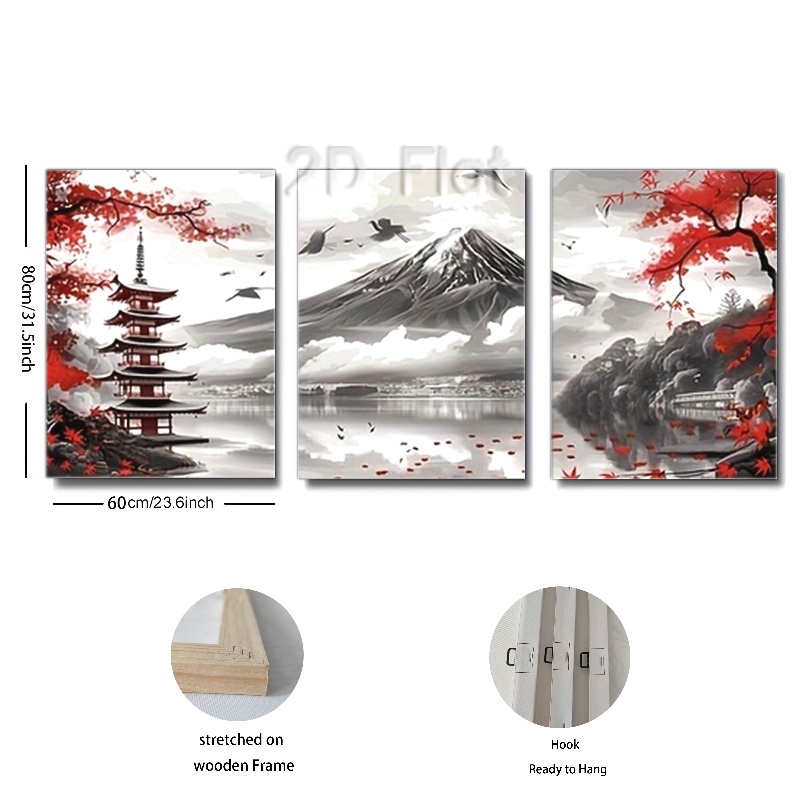 2D Flat
80cm/31.5inch
60cm/23.6inch
stretched on
wooden Frame
Hook
Ready to Hang